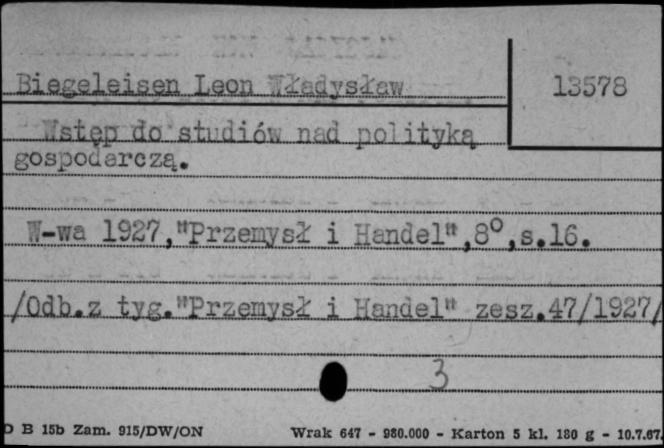 Biegeleisen Leon Władysław
13578
Wstęp do studiów nad polityką
gospodarczą.
W-wa 1927,"Przemysł i Handel",8°,s.16.
/Odb.z tyg."Przemysł i Handel" zesz.47/1927/
3
D B 15b Zam. 915/DW/ON Wrak 647 - 980.000 - Karton 5 kl. 180 g - 10.7.67